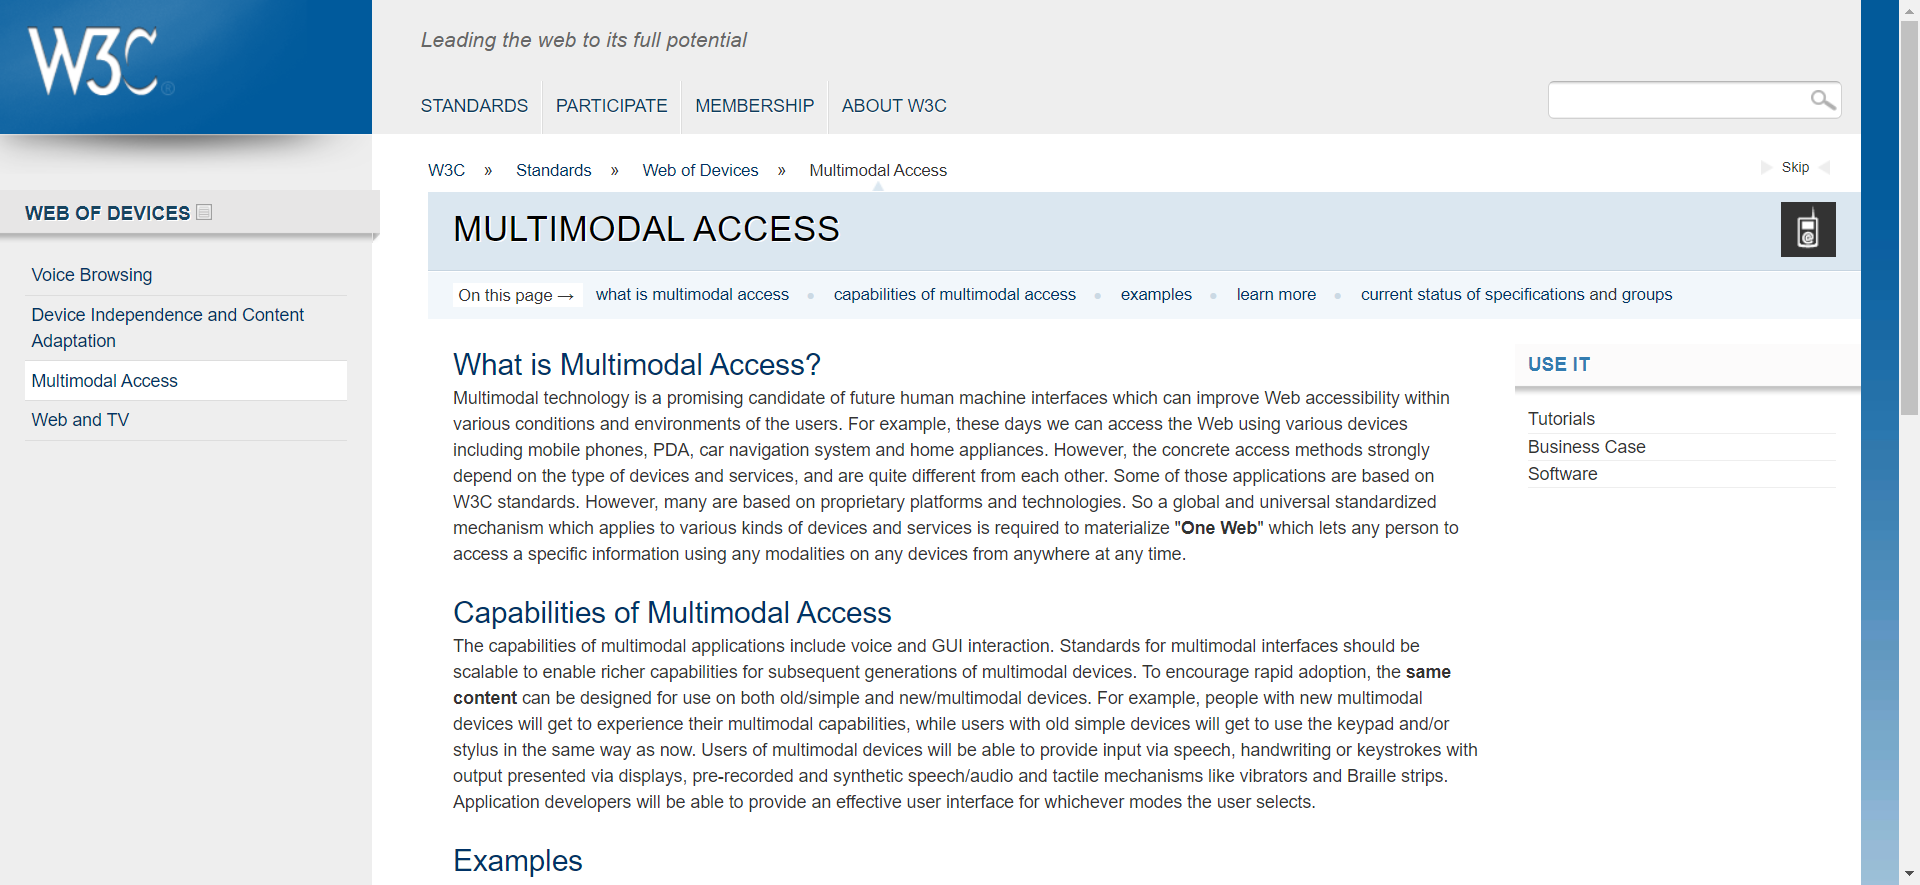 W3C®
Leading the web to its full potential
STANDARDS PARTICIPATE MEMBERSHIP ABOUT W3C
WEB OF DEVICES
Voice Browsing
Device Independence and Content
Adaptation
Multimodal Access
Web and TV
W3C » Standards » Web of Devices » Multimodal Access
Skip
MULTIMODAL ACCESS
On this page → what is multimodal access • capabilities of multimodal access • examples • learn more • current status of specifications and groups
What is Multimodal Access?
Multimodal technology is a promising candidate of future human machine interfaces which can improve Web accessibility within
various conditions and environments of the users. For example, these days we can access the Web using various devices
including mobile phones, PDA, car navigation system and home appliances. However, the concrete access methods strongly
depend on the type of devices and services, and are quite different from each other. Some of those applications are based on
W3C standards. However, many are based on proprietary platforms and technologies. So a global and universal standardized
mechanism which applies to various kinds of devices and services is required to materialize "One Web" which lets any person to
access a specific information using any modalities on any devices from anywhere at any time.
Capabilities of Multimodal Access
The capabilities of multimodal applications include voice and GUI interaction. Standards for multimodal interfaces should be
scalable to enable richer capabilities for subsequent generations of multimodal devices. To encourage rapid adoption, the same
content can be designed for use on both old/simple and new/multimodal devices. For example, people with new multimodal
devices will get to experience their multimodal capabilities, while users with old simple devices will get to use the keypad and/or
stylus in the same way as now. Users of multimodal devices will be able to provide input via speech, handwriting or keystrokes with
output presented via displays, pre-recorded and synthetic speech/audio and tactile mechanisms like vibrators and Braille strips.
Application developers will be able to provide an effective user interface for whichever modes the user selects.
Examples
USE IT
Tutorials
Business Case
Software